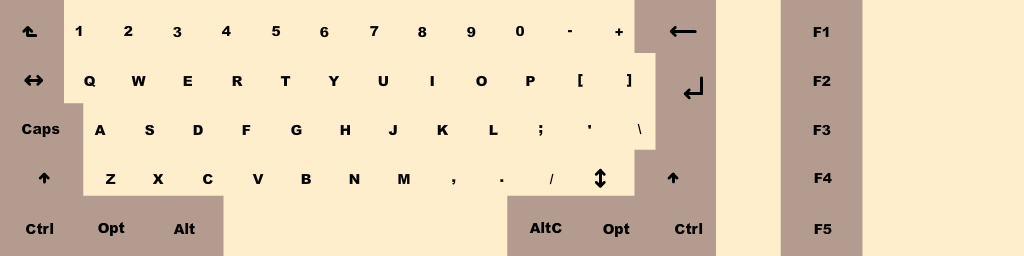 1 2 3 4 5 6 7 8 9 0 - + F1
Q W E R T Y U I O P [ ] F2
Caps A S D F G H J K L ; ' \ F3
Z X C V B N M , . / F4
Ctrl Opt Alt AltC Opt Ctrl F5